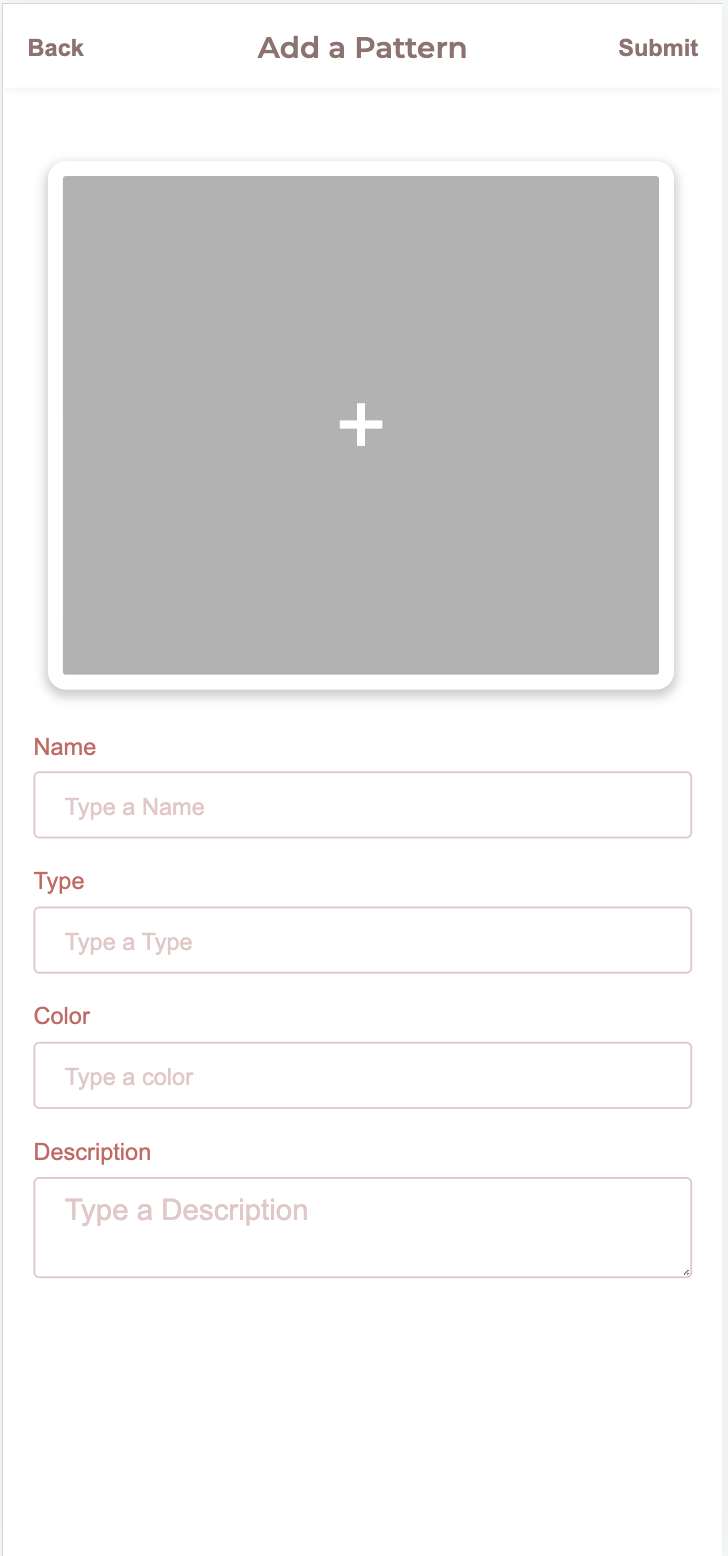 Back Add a Pattern Submit
+
Name
Type a Name
Type
Type a Type
Color
Type a color
Description
Type a Description